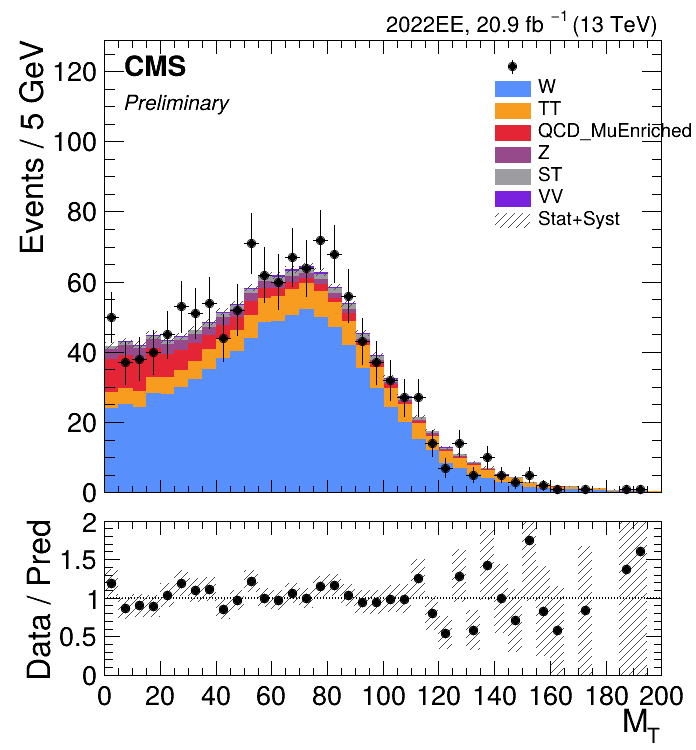 2022EE, 20.9 fb ⁻¹ (13 TeV)
Events / 5 GeV
CMS
Preliminary
W
TT
QCD_MuEnriched
Z
ST
VV
Stat+Syst
120
100
80
60
40
20
0
Data / Pred
2
1.5
1
0.5
0
0 20 40 60 80 100 120 140 160 180 200
M_T